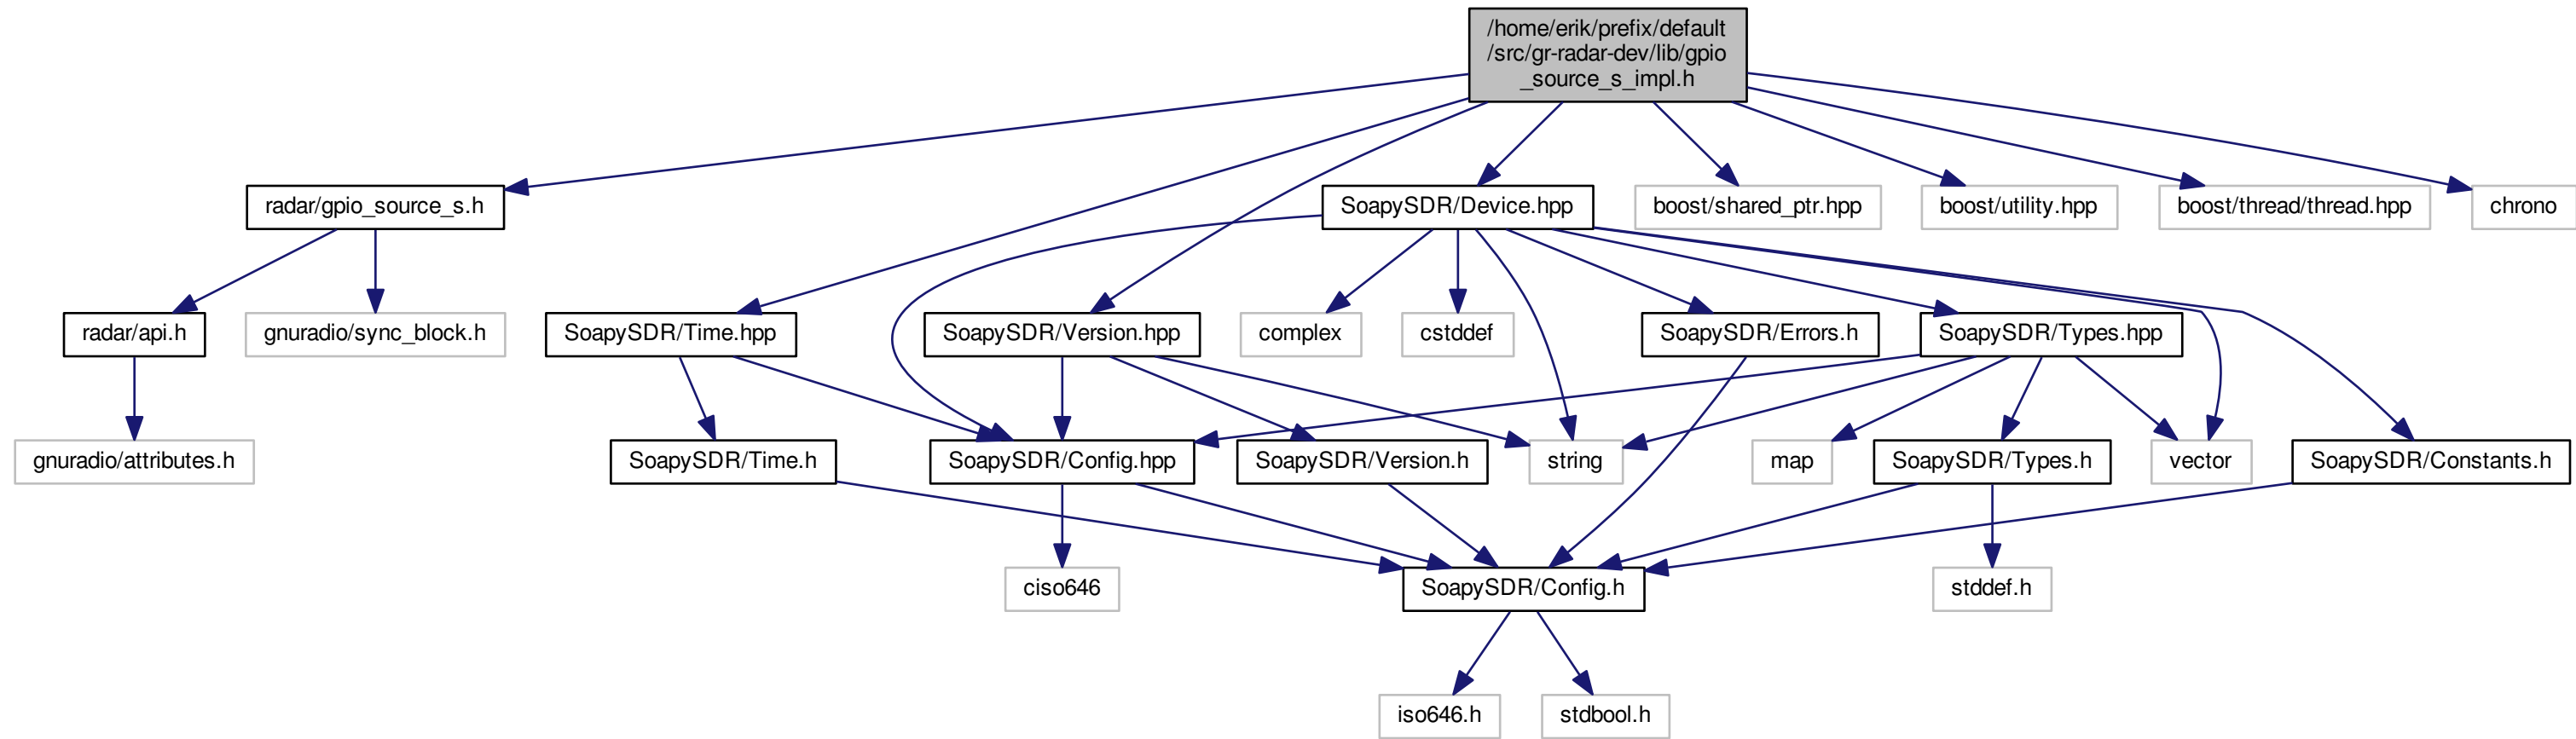 /home/erik/prefix/default
/src/gr-radar-dev/lib/gpio
_source_s_impl.h
radar/gpio_source_s.h
SoapySDR/Device.hpp
boost/shared_ptr.hpp
boost/utility.hpp
boost/thread/thread.hpp
chrono
radar/api.h
gnuradio/sync_block.h
SoapySDR/Time.hpp
SoapySDR/Version.hpp
complex
cstddef
SoapySDR/Errors.h
SoapySDR/Types.hpp
gnuradio/attributes.h
SoapySDR/Time.h
SoapySDR/Config.hpp
SoapySDR/Version.h
string
map
SoapySDR/Types.h
vector
SoapySDR/Constants.h
ciso646
SoapySDR/Config.h
stddef.h
iso646.h
stdbool.h